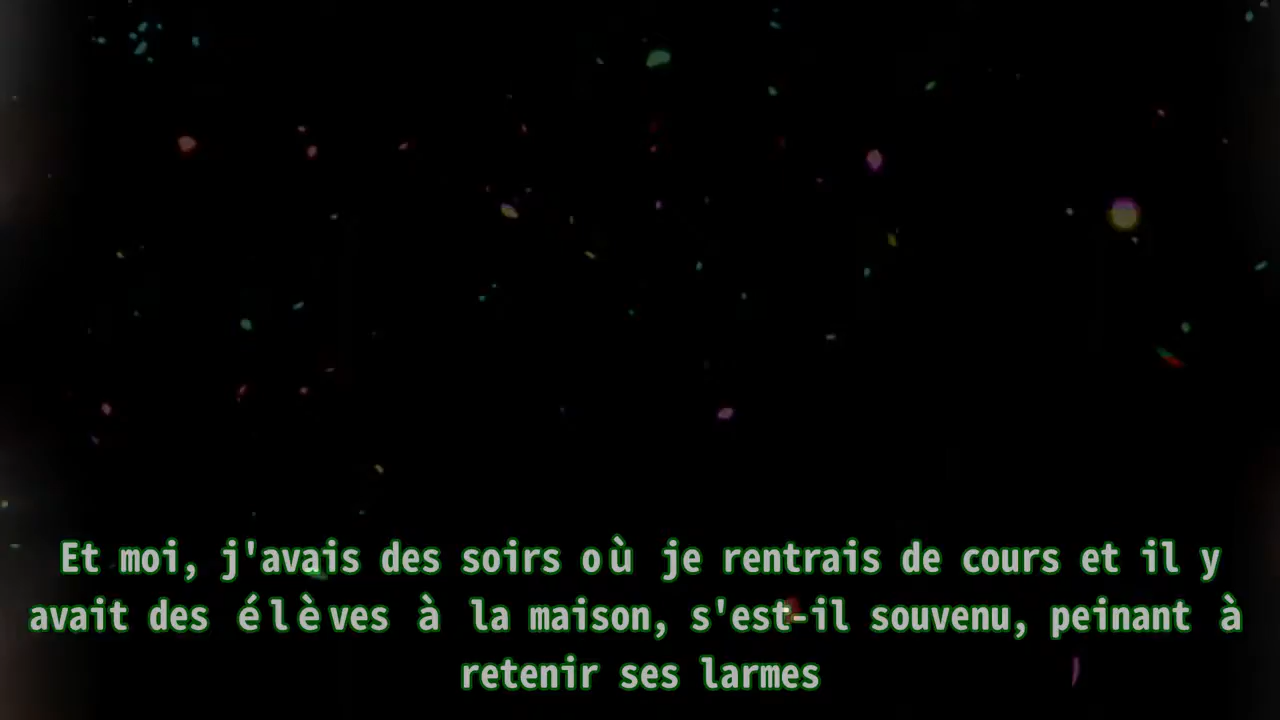 Et moi, j'avais des soirs où je rentrais de cours et il y
avait des élèves à la maison, s'est-il souvenu, peinant à
retenir ses larmes